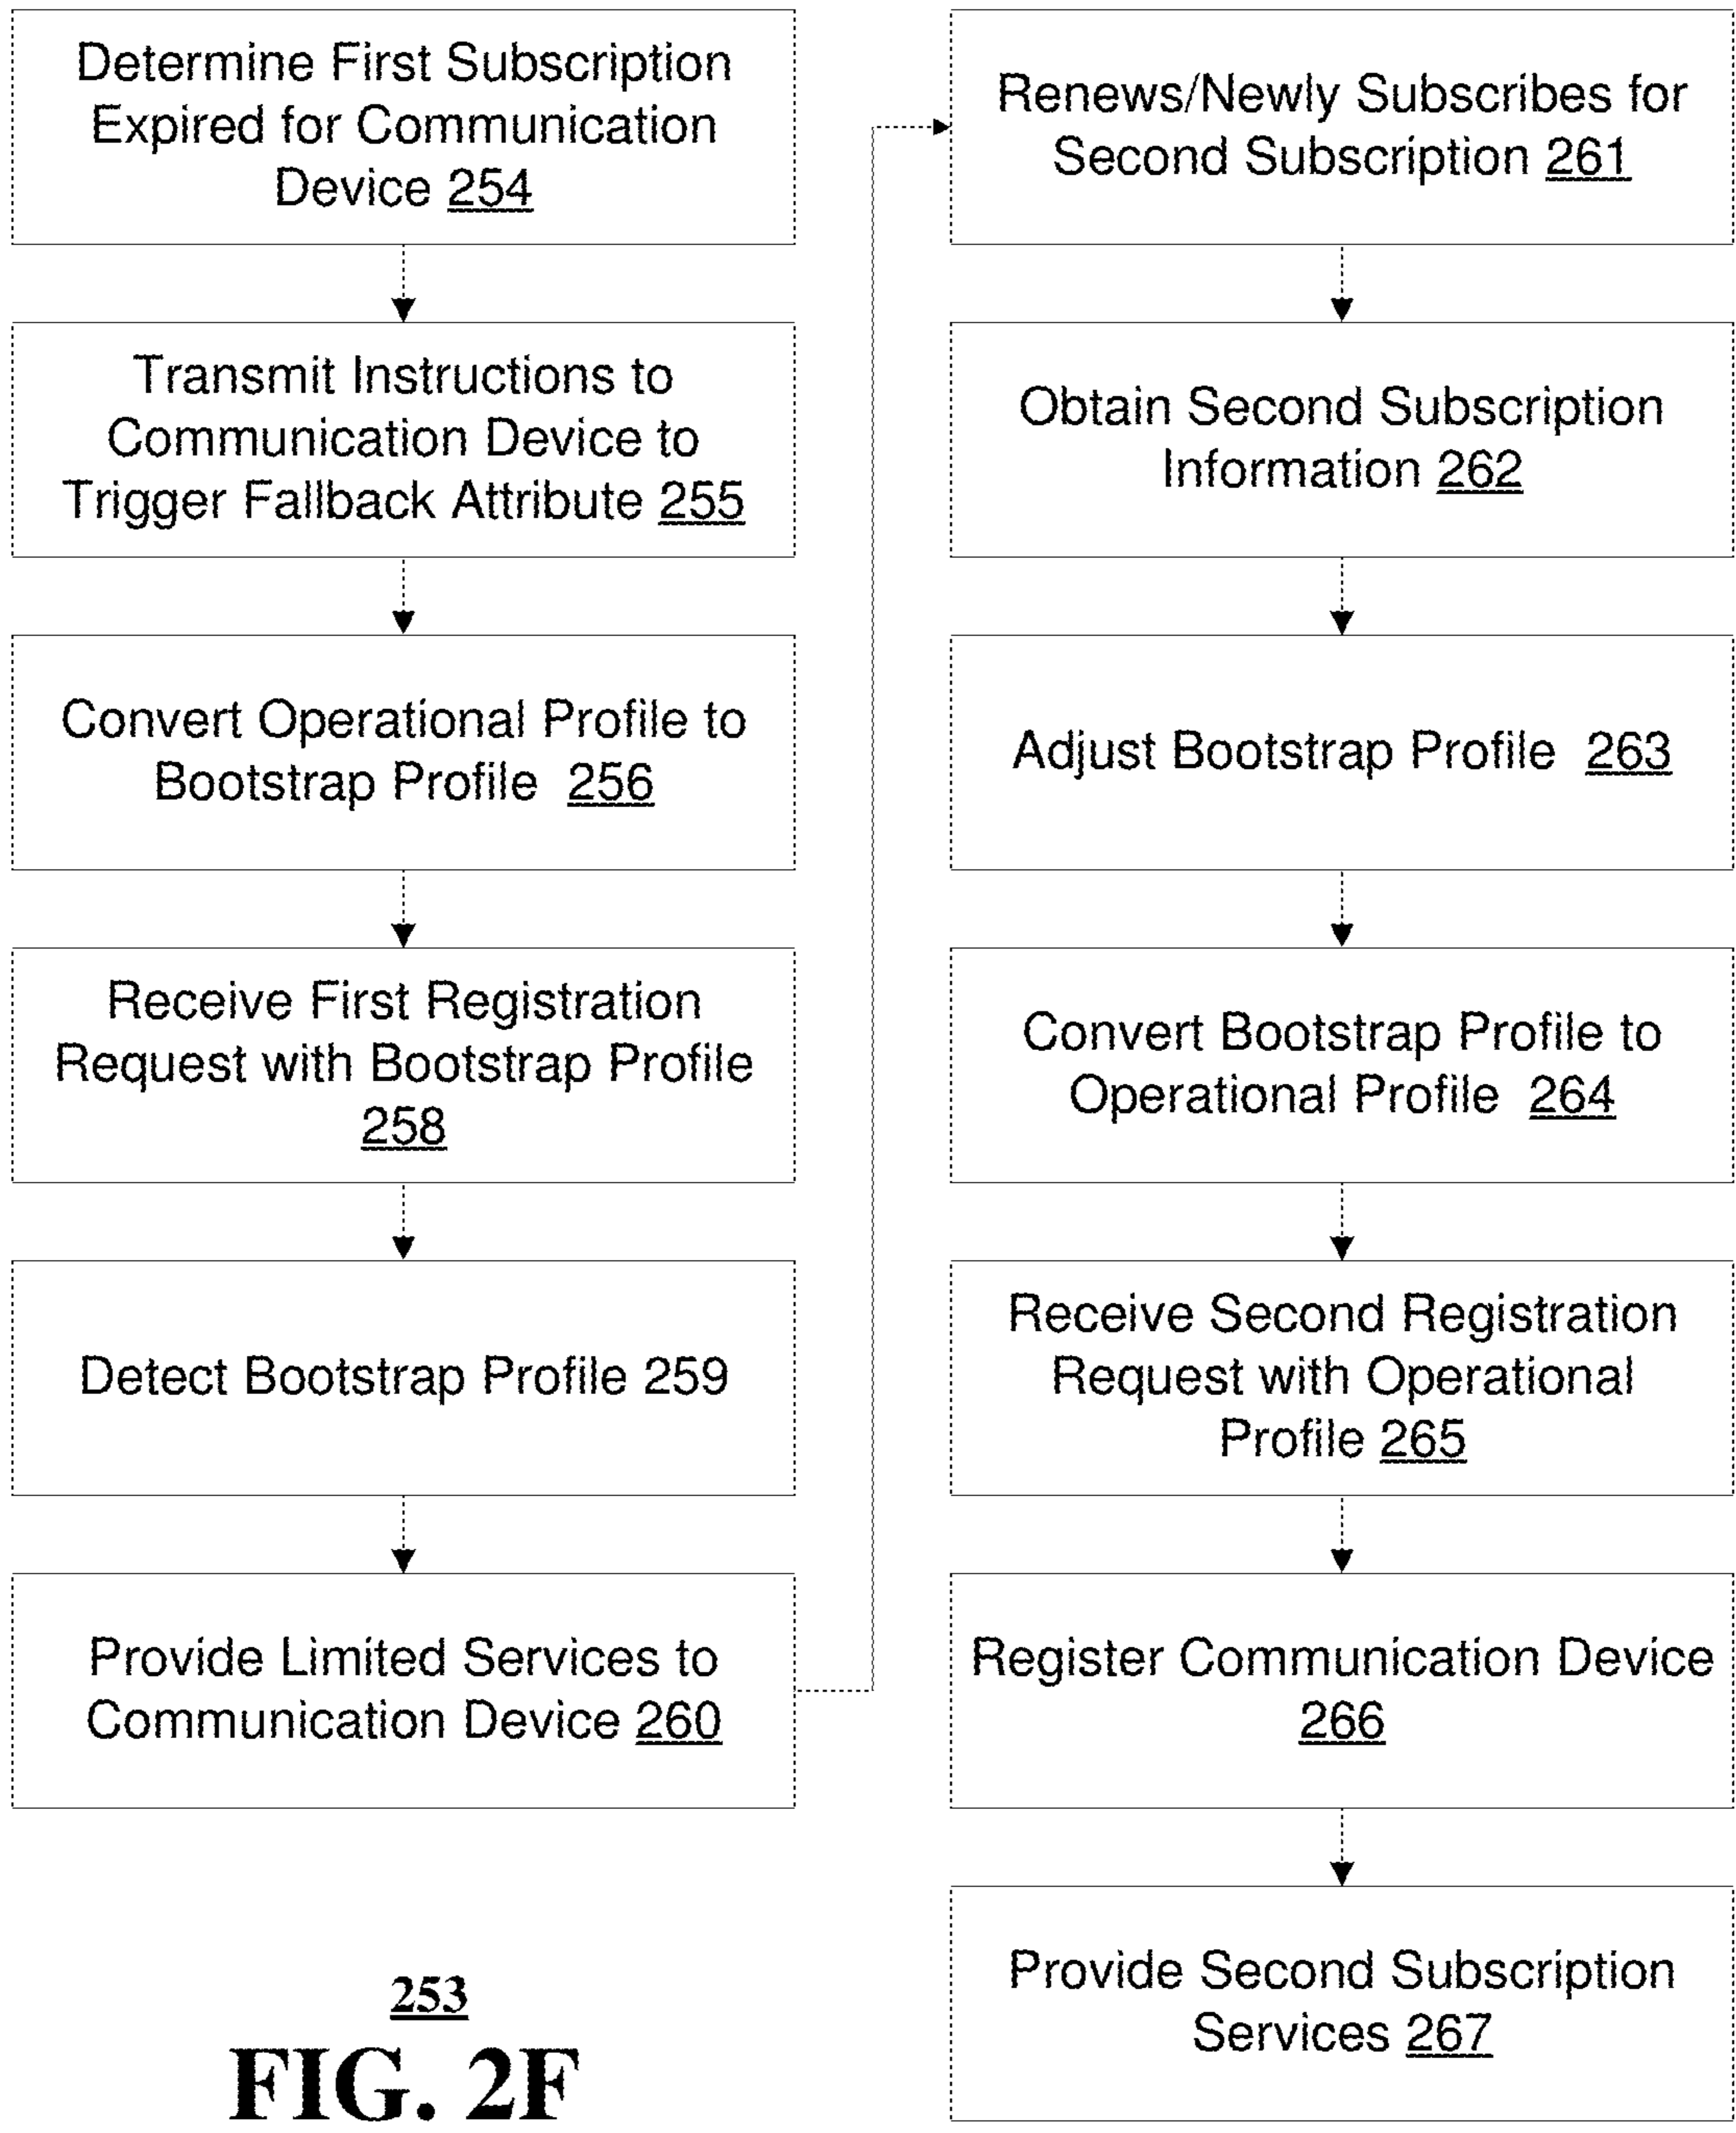 Determine First Subscription
Expired for Communication
Device 254
Transmit Instructions to
Communication Device to
Trigger Fallback Attribute 255
Convert Operational Profile to
Bootstrap Profile 256
Receive First Registration
Request with Bootstrap Profile
258
Detect Bootstrap Profile 259
Provide Limited Services to
Communication Device 260
Renews/Newly Subscribes for
Second Subscription 261
Obtain Second Subscription
Information 262
Adjust Bootstrap Profile 263
Convert Bootstrap Profile to
Operational Profile 264
Receive Second Registration
Request with Operational
Profile 265
Register Communication Device
266
Provide Second Subscription
Services 267
253
FIG. 2F